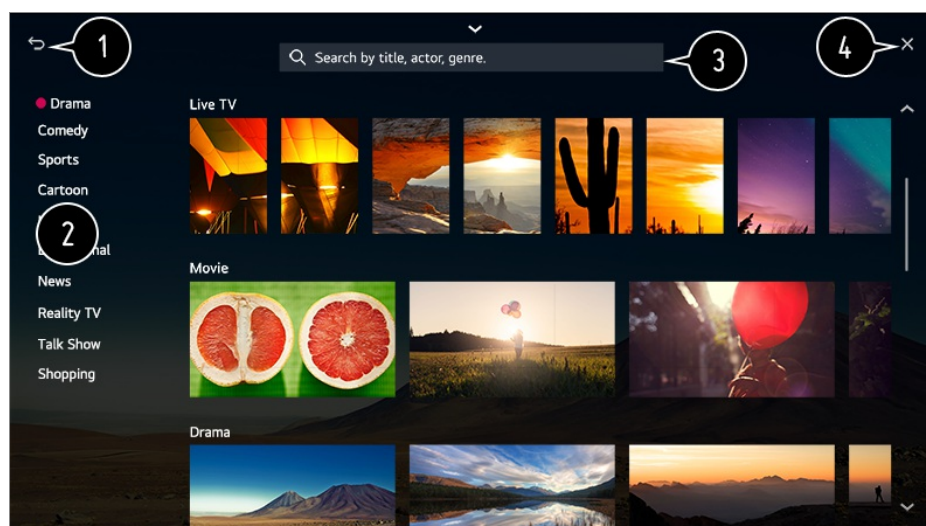 1
3
4
Search by title, actor, genre.
Drama
Comedy
Sports
Cartoon
2
News
Reality TV
Talk Show
Shopping
Live TV
Movie
Drama